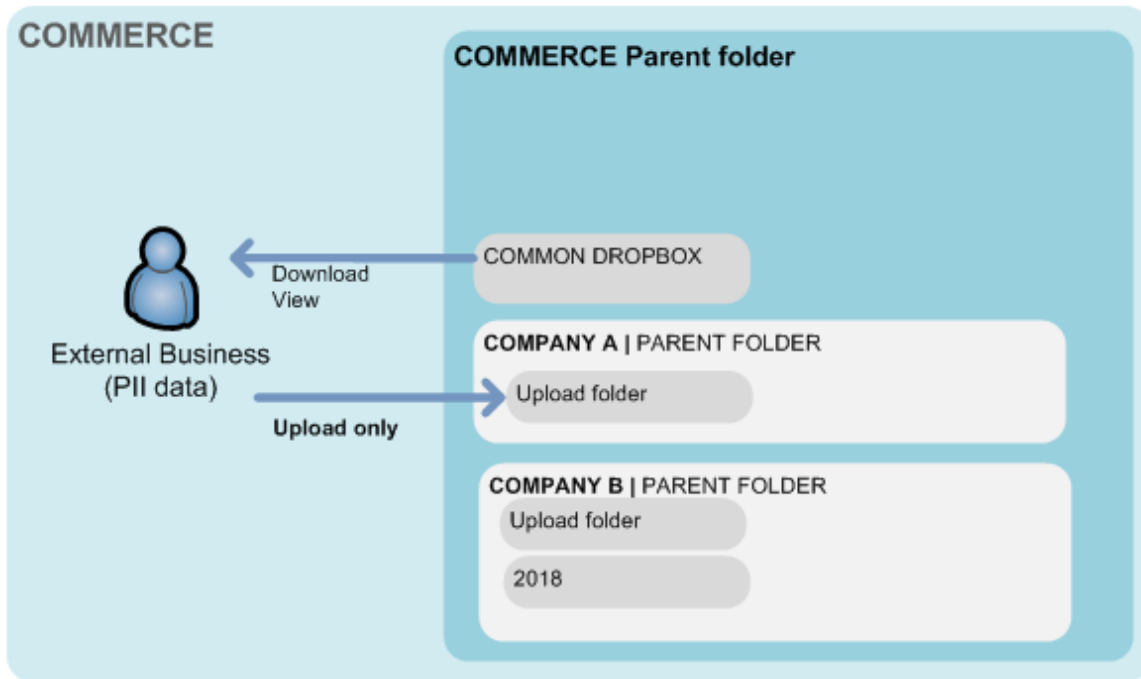 COMMERCE
COMMERCE Parent folder
COMMON DROPBOX
Download
View
External Business
(PII data)
Upload only
COMPANY A | PARENT FOLDER
Upload folder
COMPANY B | PARENT FOLDER
Upload folder
2018